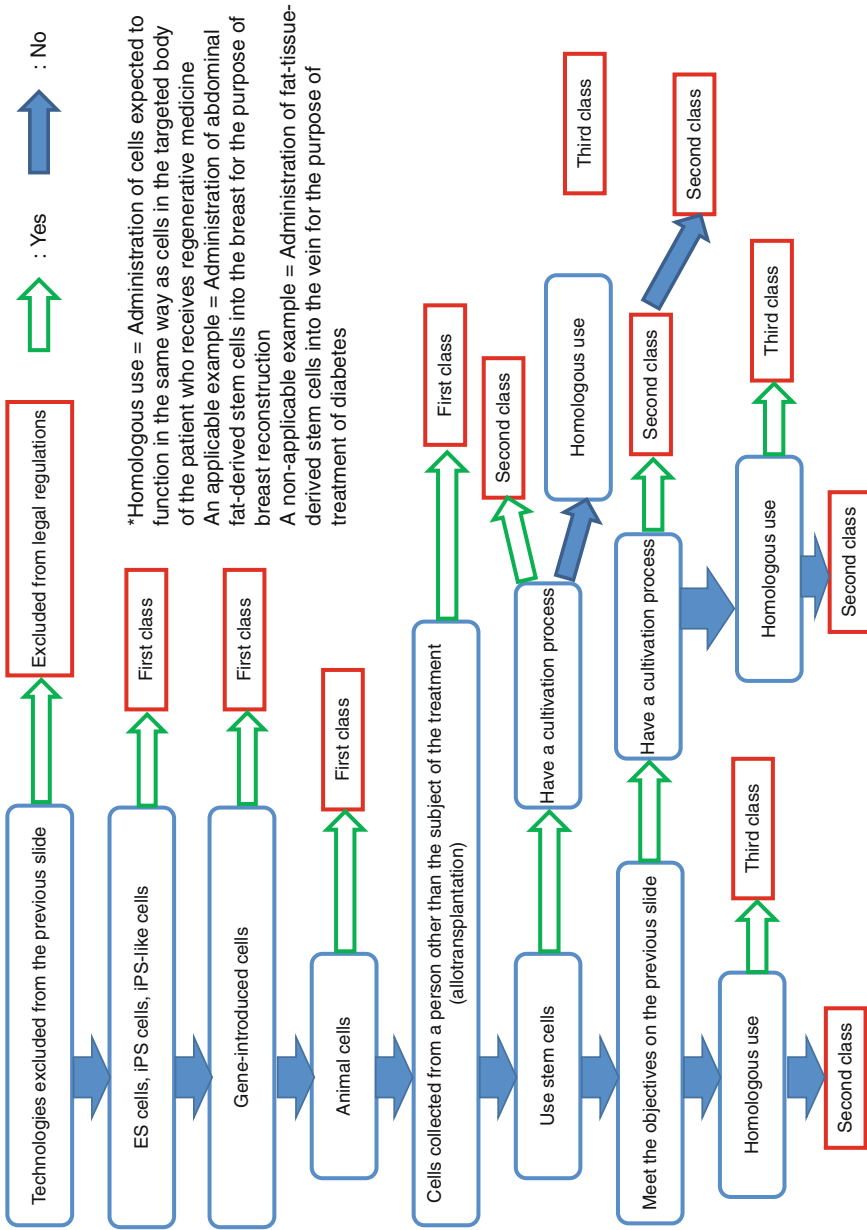 : Yes
: No
Technologies excluded from the previous slide
Excluded from legal regulations
ES cells, iPS cells, iPS-like cells
First class
Gene-introduced cells
First class
Animal cells
First class
*Homologous use = Administration of cells expected to
function in the same way as cells in the targeted body
of the patient who receives regenerative medicine
An applicable example = Administration of abdominal
fat-derived stem cells into the breast for the purpose of
breast reconstruction
A non-applicable example = Administration of fat-tissue-
derived stem cells into the vein for the purpose of
treatment of diabetes
Cells collected from a person other than the subject of the treatment
(allotransplantation)
First class
Use stem cells
Have a cultivation process
Second class
Homologous use
Third class
Meet the objectives on the previous slide
Have a cultivation process
Second class
Second class
Homologous use
Third class
Homologous use
Third class
Second class
Second class